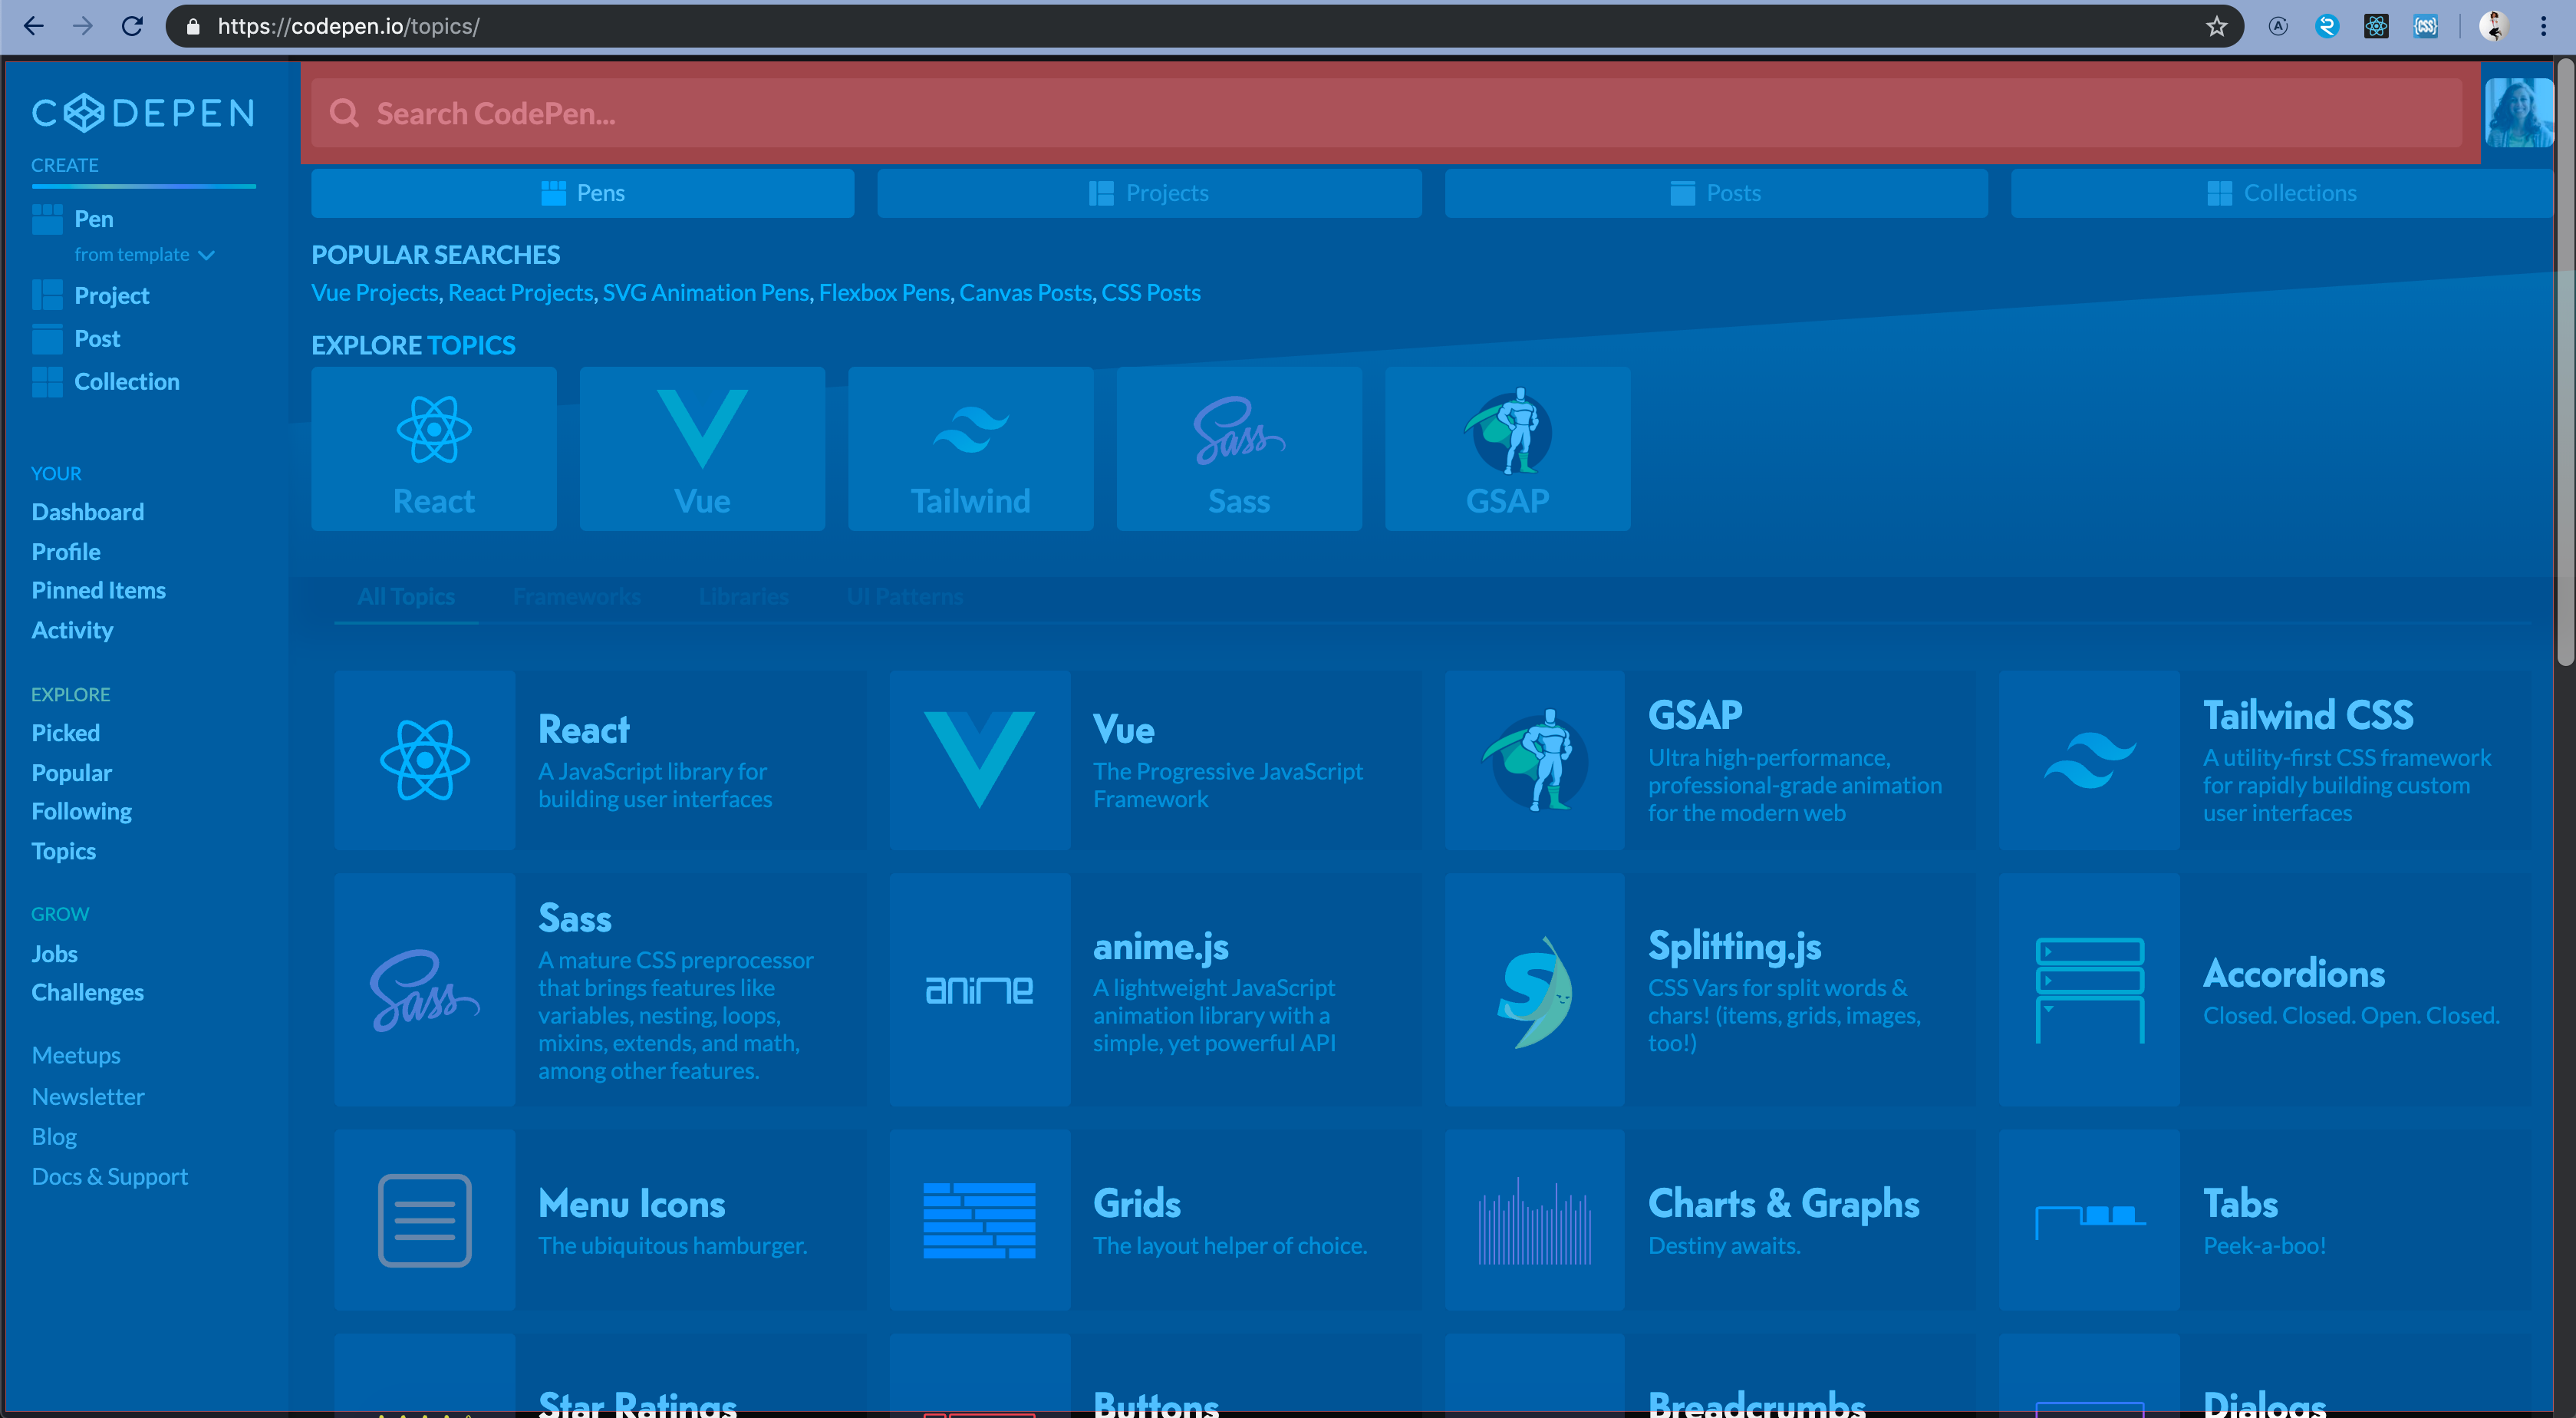 https://codepen.io/topics/
CODEPEN
CREATE
Pen
from template
Project
Post
Collection
YOUR
Dashboard
Profile
Pinned Items
Activity
EXPLORE
Picked
Popular
Following
Topics
GROW
Jobs
Challenges
Meetups
Newsletter
Blog
Docs & Support
Search CodePen...
Pens
Projects
Posts
Collections
POPULAR SEARCHES
Vue Projects, React Projects, SVG Animation Pens, Flexbox Pens, Canvas Posts, CSS Posts
EXPLORE TOPICS
React
Vue
Tailwind
Sass
Sass
GSAP
All Topics
Frameworks
Libraries
UI Patterns
React
A JavaScript library for
building user interfaces
Vue
The Progressive JavaScript
Framework
GSAP
Ultra high-performance,
professional-grade animation
for the modern web
Tailwind CSS
A utility-first CSS framework
for rapidly building custom
user interfaces
Sass
Sass
A mature CSS preprocessor
that brings features like
variables, nesting, loops,
mixins, extends, and math,
among other features.
anime
anime.js
A lightweight JavaScript
animation library with a
simple, yet powerful API
Splitting.js
CSS Vars for split words &
chars! (items, grids, images,
too!)
Accordions
Closed. Closed. Open. Closed.
Menu Icons
The ubiquitous hamburger.
Grids
The layout helper of choice.
Charts & Graphs
Destiny awaits.
Tabs
Peek-a-boo!
Star Ratings
Buttons
Breadcrumbs
Dialogs